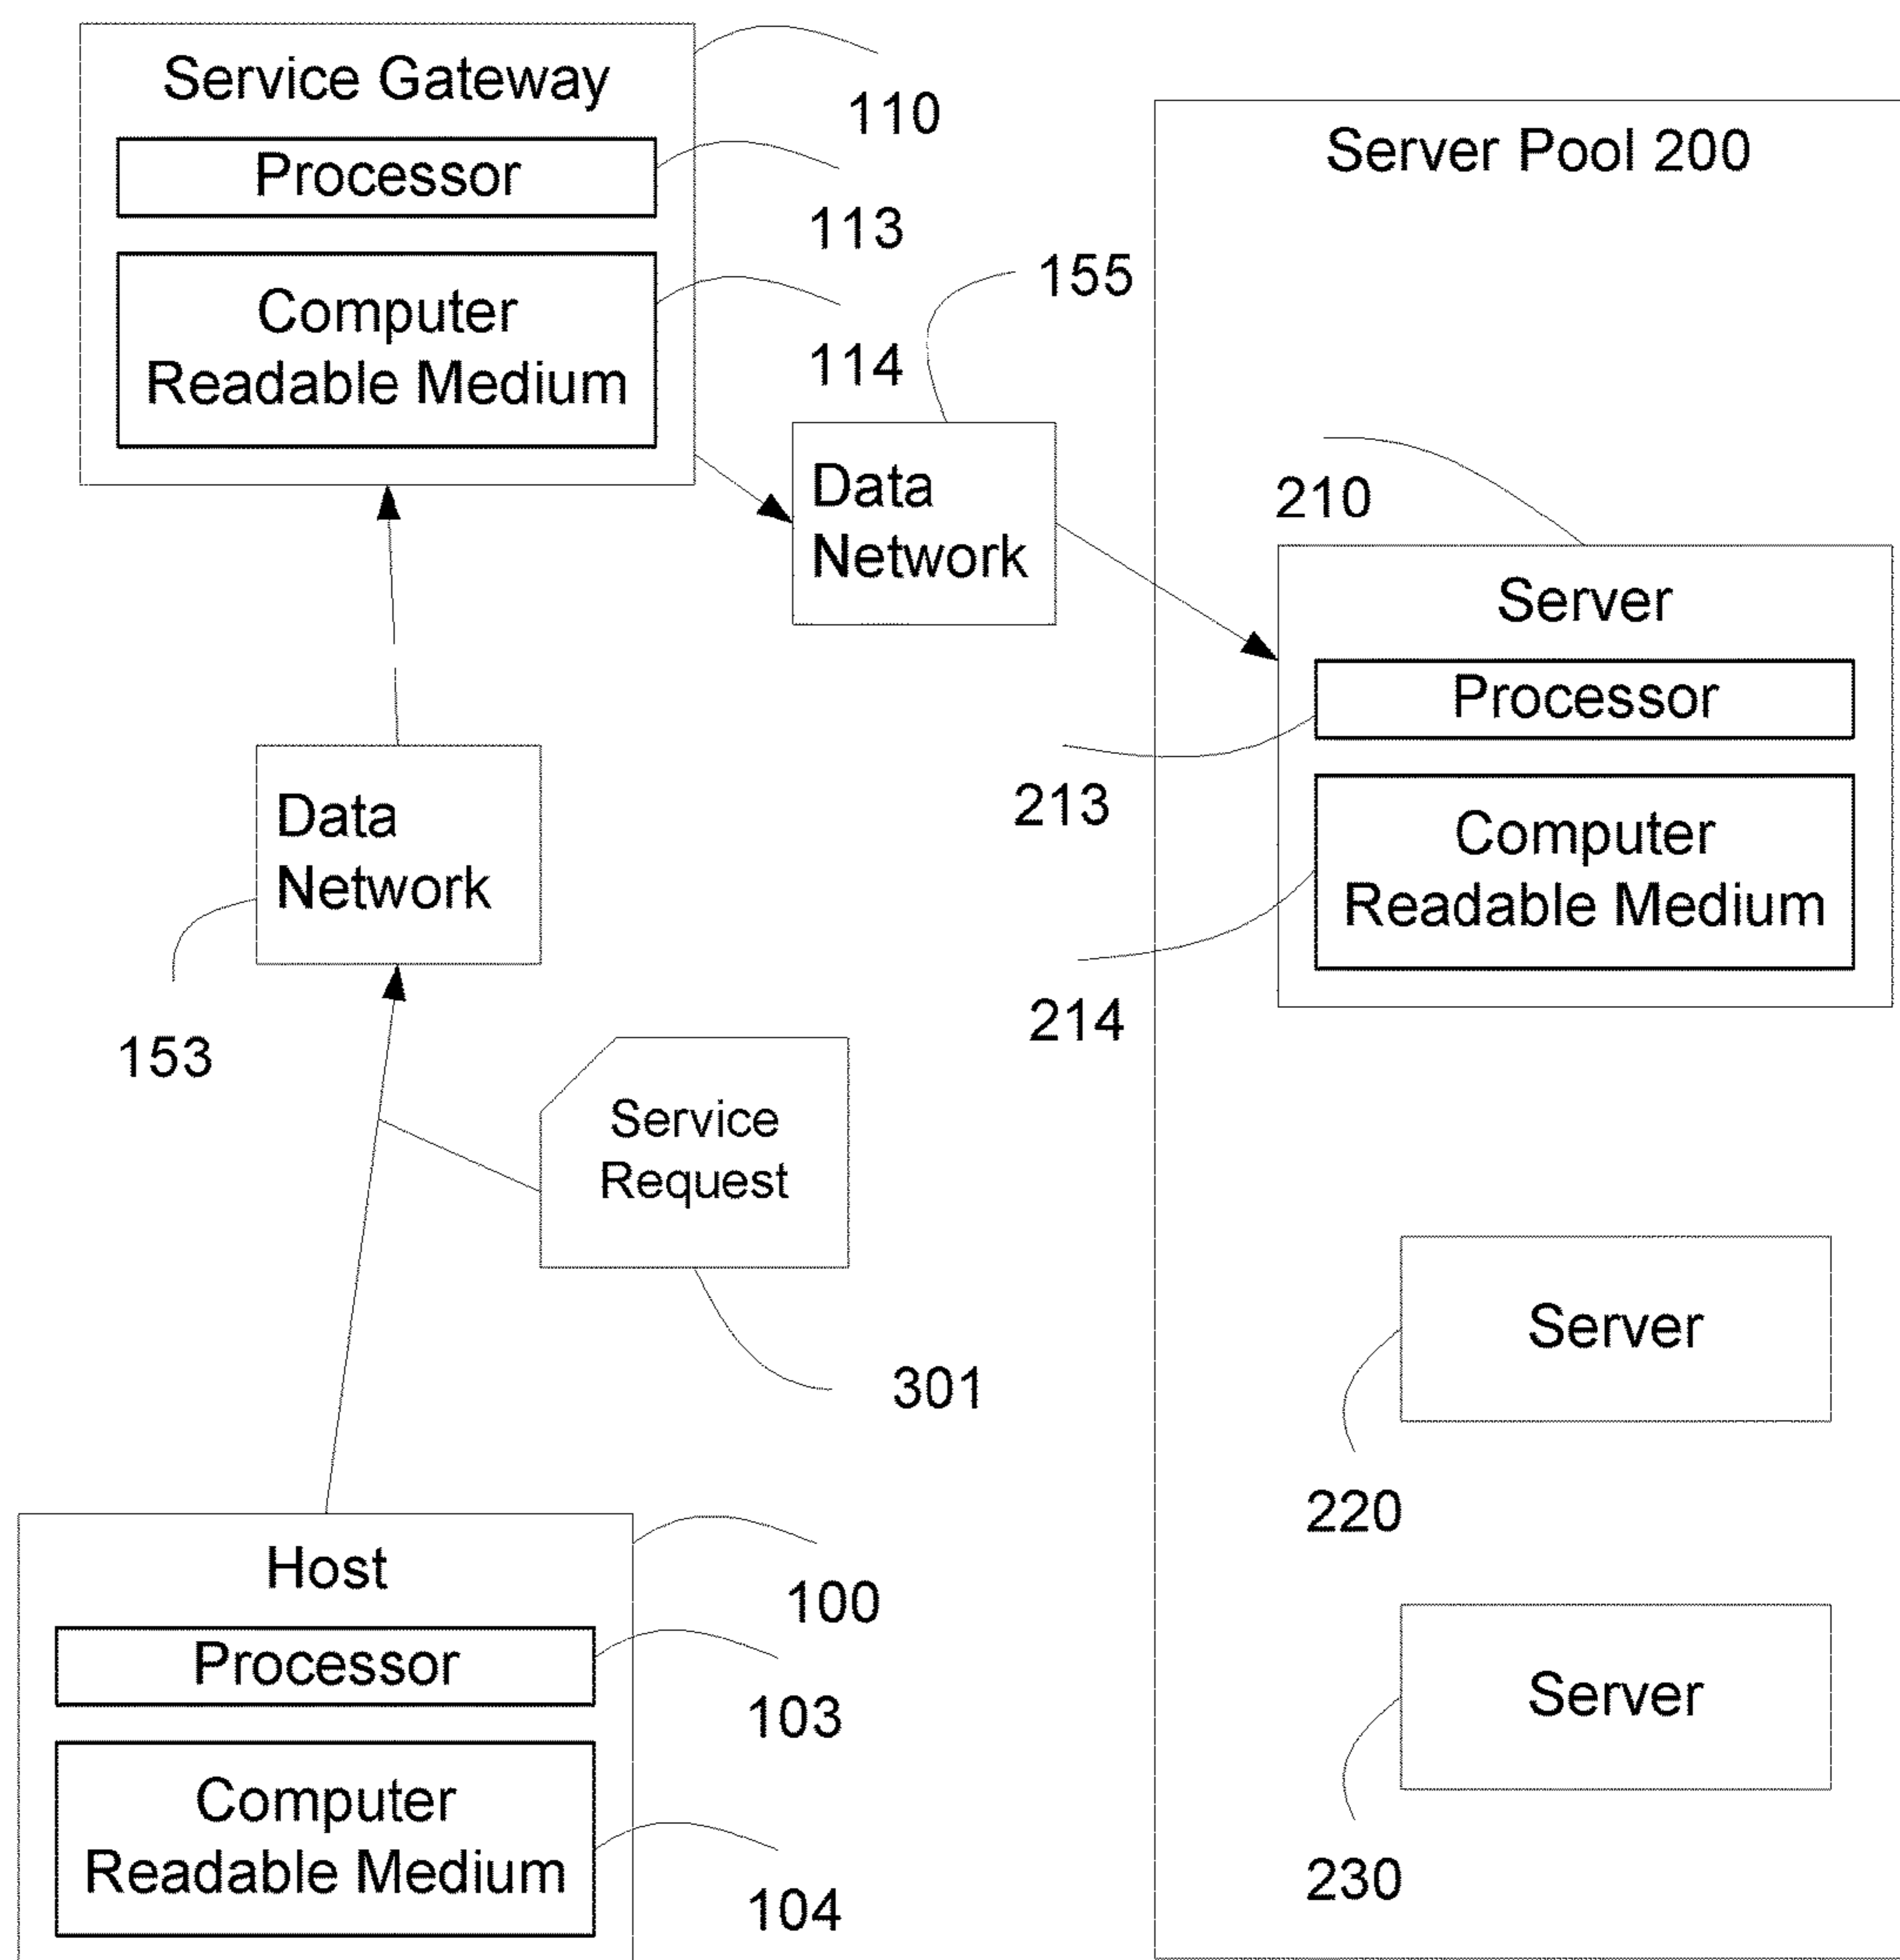 Service Gateway
110
Processor
113
Computer
Readable Medium
114
155
Server Pool 200
Data
Network
210
Server
Processor
213
Computer
Readable Medium
214
Data
Network
153
Service
Request
301
Server
220
Host
100
Processor
103
Computer
Readable Medium
104
Server
230